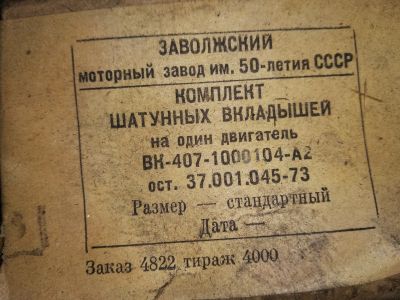 ЗАВОЛЖСКИЙ
моторный завод им. 50-летия СССР
КОМПЛЕКТ
ШАТУННЫХ ВКЛАДЫШЕЙ
на один двигатель
ВК-407-1000104-А2
ост. 37.001.045-73
Размер — стандартный
Дата —
Заказ 4822 тираж 4000